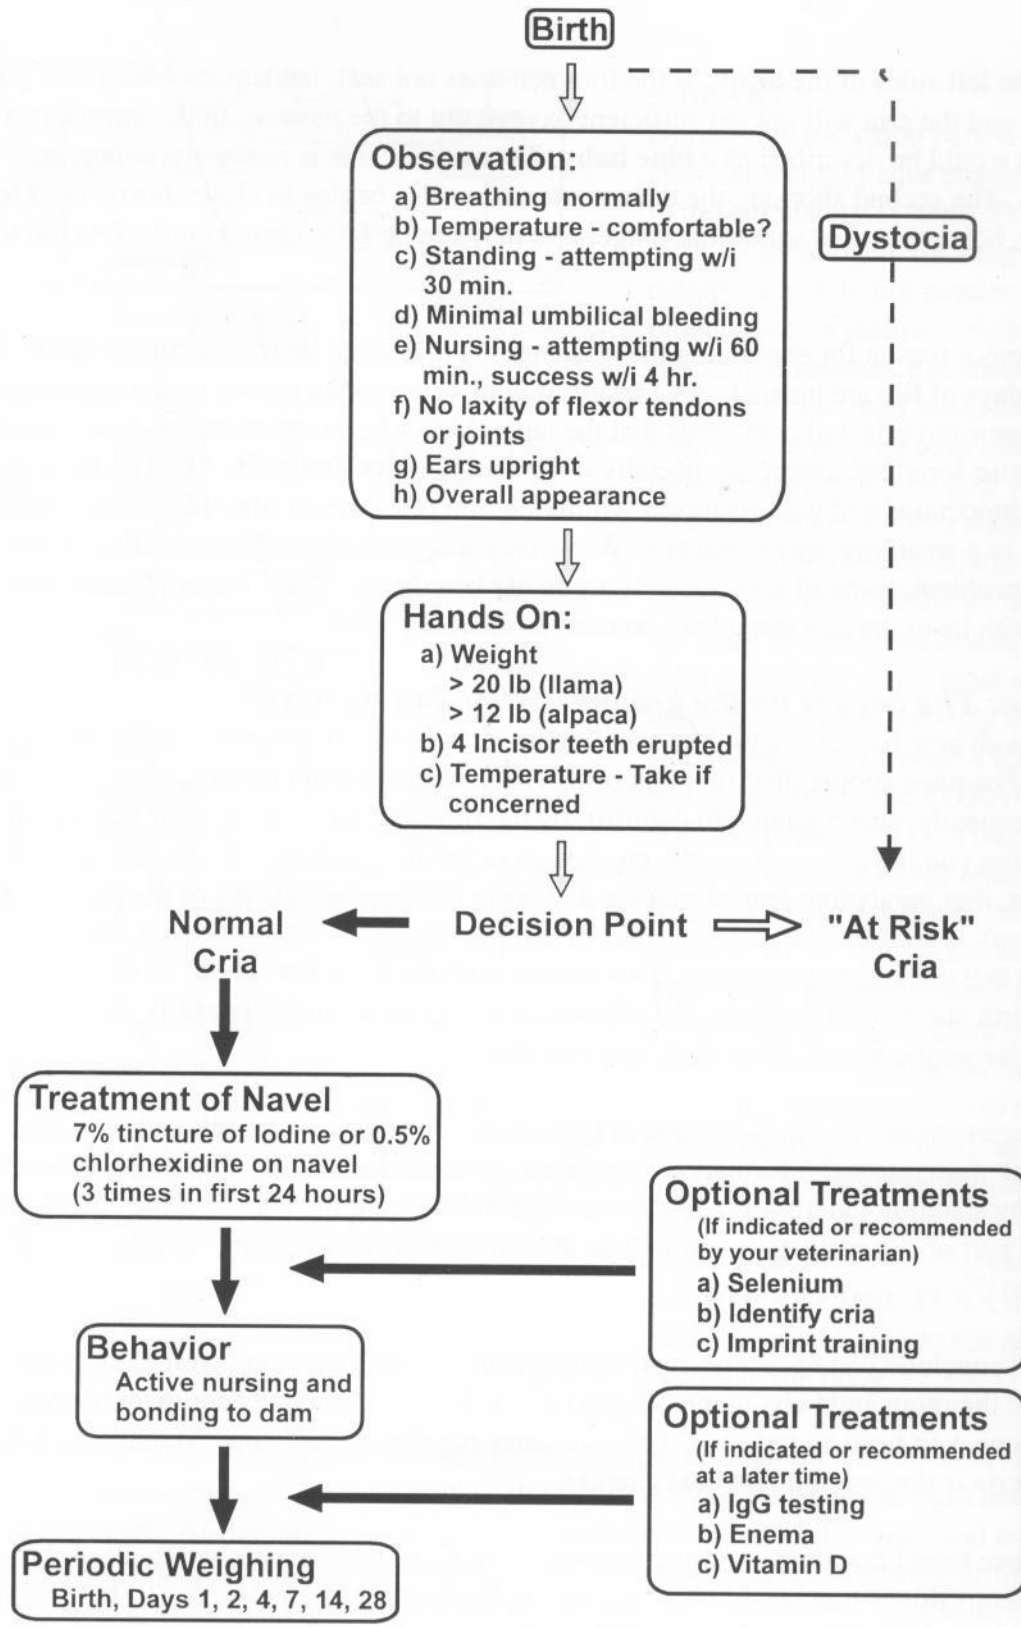 Birth
Observation:
a) Breathing normally
b) Temperature - comfortable?
c) Standing - attempting w/i
30 min.
d) Minimal umbilical bleeding
e) Nursing - attempting w/i 60
min., success w/i 4 hr.
f) No laxity of flexor tendons
or joints
g) Ears upright
h) Overall appearance
Dystocia
Hands On:
a) Weight
> 20 lb (llama)
> 12 lb (alpaca)
b) 4 Incisor teeth erupted
c) Temperature - Take if
concerned
Normal
Cria
Decision Point
"At Risk"
Cria
Treatment of Navel
7% tincture of Iodine or 0.5%
chlorhexidine on navel
(3 times in first 24 hours)
Optional Treatments
(If indicated or recommended
by your veterinarian)
a) Selenium
b) Identify cria
c) Imprint training
Behavior
Active nursing and
bonding to dam
Optional Treatments
(If indicated or recommended
at a later time)
a) IgG testing
b) Enema
c) Vitamin D
Periodic Weighing
Birth, Days 1, 2, 4, 7, 14, 28